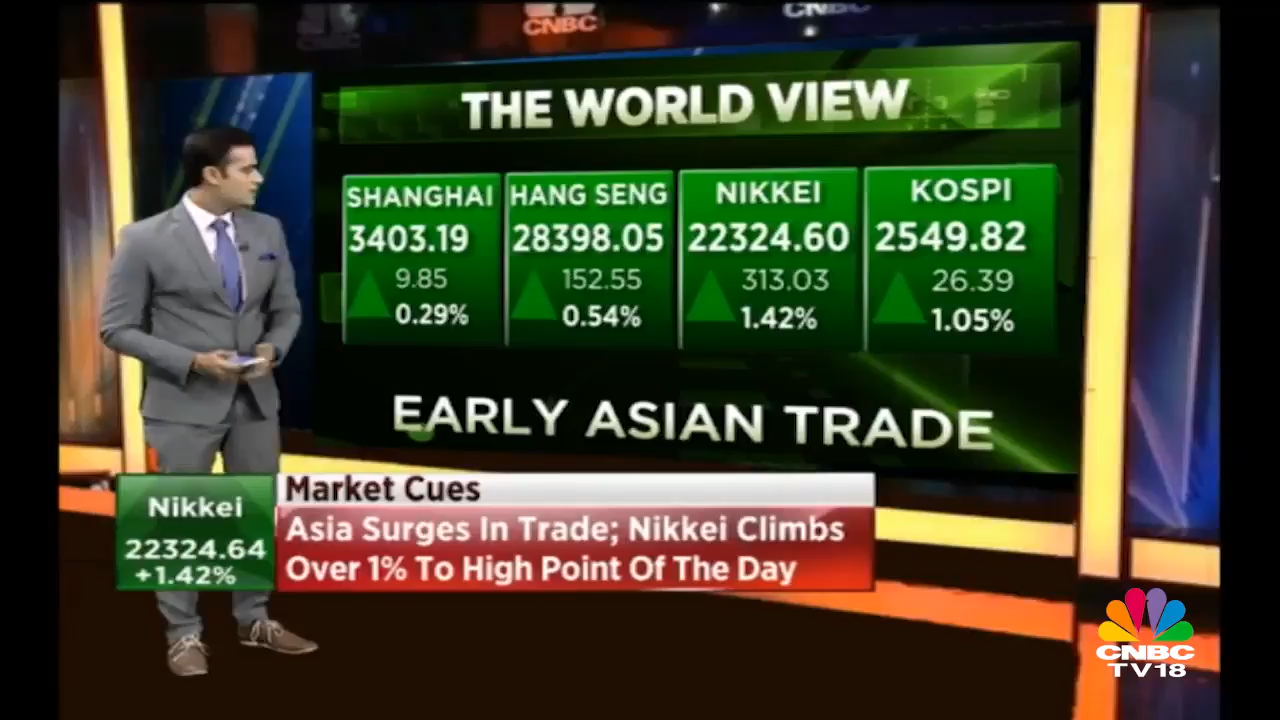 CNBC
CNBC
CNBC
THE WORLD VIEW
SHANGHAI
3403.19
9.85
0.29%
HANG SENG
28398.05
152.55
0.54%
NIKKEI
22324.60
313.03
1.42%
KOSPI
2549.82
26.39
1.05%
EARLY ASIAN TRADE
Nikkei
22324.64
+1.42%
Market Cues
Asia Surges In Trade; Nikkei Climbs
Over 1% To High Point Of The Day
CNBC
TV18